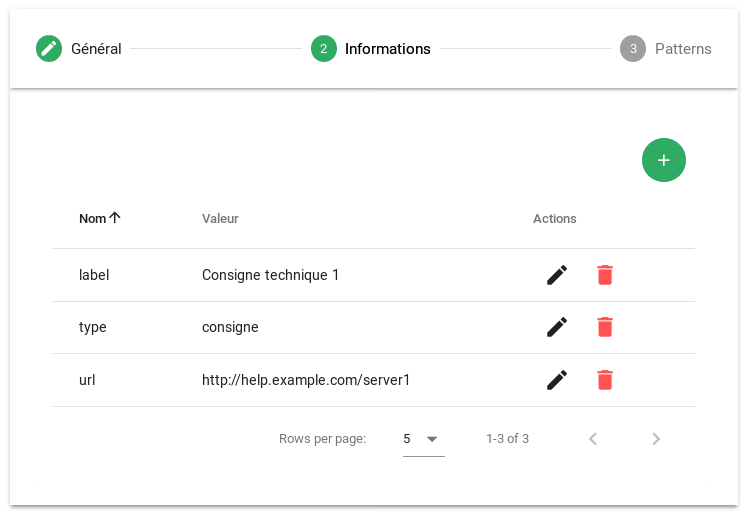 Général 2 Informations 3 Patterns
+
Nom Valeur Actions
label Consigne technique 1
type consigne
url http://help.example.com/server1
Rows per page: 5 1-3 of 3